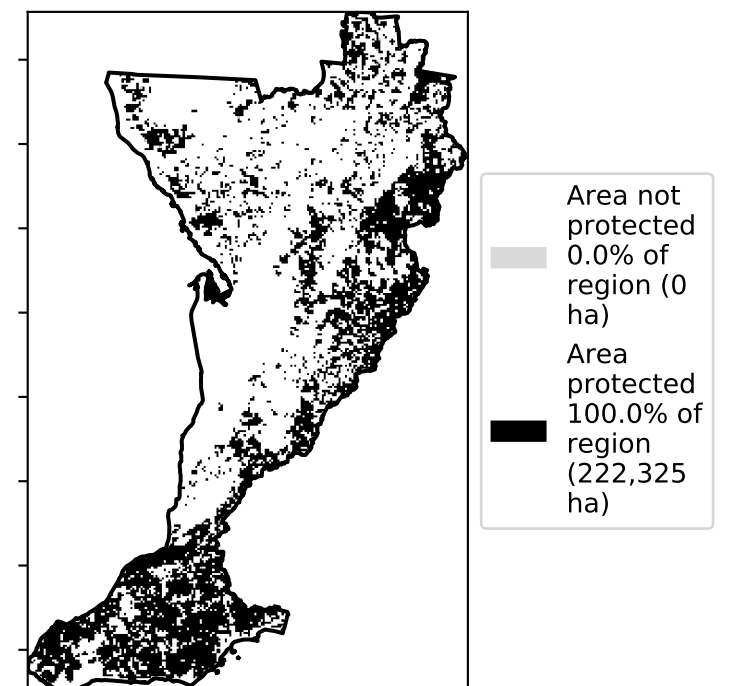 Area not
protected
0.0% of
region (0
ha)
Area
protected
100.0% of
region
(222,325
ha)